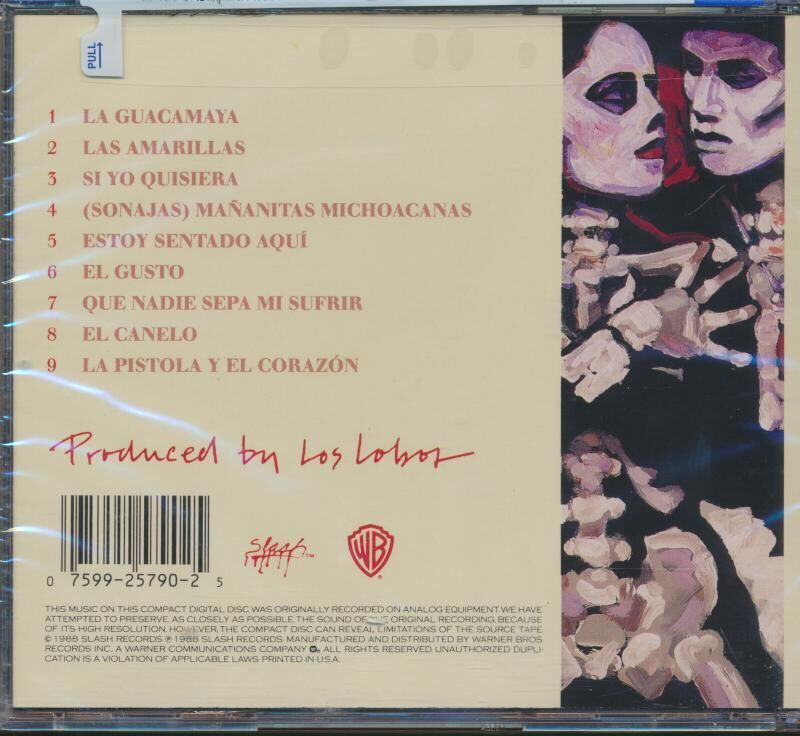 PULL
1 LA GUACAMAYA
2 LAS AMARILLAS
3 SI YO QUISIERA
4 (SONAJAS) MAÑANITAS MICHOACANAS
5 ESTOY SENTADO AQUÍ
6 EL GUSTO
7 QUE NADIE SEPA MI SUFRIR
8 EL CANELO
9 LA PISTOLA Y EL CORAZÓN
Produced by Los Lobos
Slash ™
WB
0 7599-25790-2 5
THIS MUSIC ON THIS COMPACT DIGITAL DISC WAS ORIGINALLY RECORDED ON ANALOG EQUIPMENT. WE HAVE
ATTEMPTED TO PRESERVE, AS CLOSELY AS POSSIBLE, THE SOUND OF THE ORIGINAL RECORDING. BECAUSE
OF ITS HIGH RESOLUTION, HOWEVER, THE COMPACT DISC CAN REVEAL LIMITATIONS OF THE SOURCE TAPE.
© 1988 SLASH RECORDS ℗ 1988 SLASH RECORDS. MANUFACTURED AND DISTRIBUTED BY WARNER BROS.
RECORDS INC., A WARNER COMMUNICATIONS COMPANY ALL RIGHTS RESERVED. UNAUTHORIZED DUPLI-
CATION IS A VIOLATION OF APPLICABLE LAWS. PRINTED IN U.S.A.